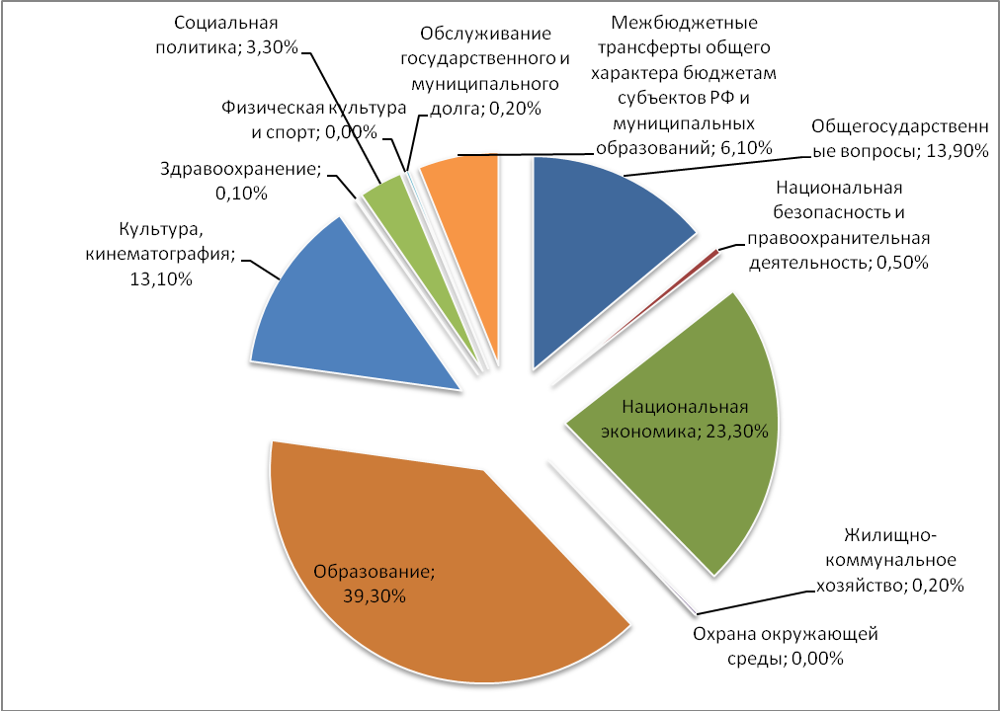 Социальная
политика; 3,30%
Обслуживание
государственного и
муниципального
долга; 0,20%
Межбюджетные
трансферты общего
характера бюджетам
субъектов РФ и
муниципальных
образований; 6,10%
Общегосударственн
ые вопросы; 13,90%
Физическая культура
и спорт; 0,00%
Здравоохранение;
0,10%
Национальная
безопасность и
правоохранительная
деятельность; 0,50%
Культура,
кинематография;
13,10%
Национальная
экономика; 23,30%
Жилищно-
коммунальное
хозяйство; 0,20%
Образование;
39,30%
Охрана окружающей
среды; 0,00%